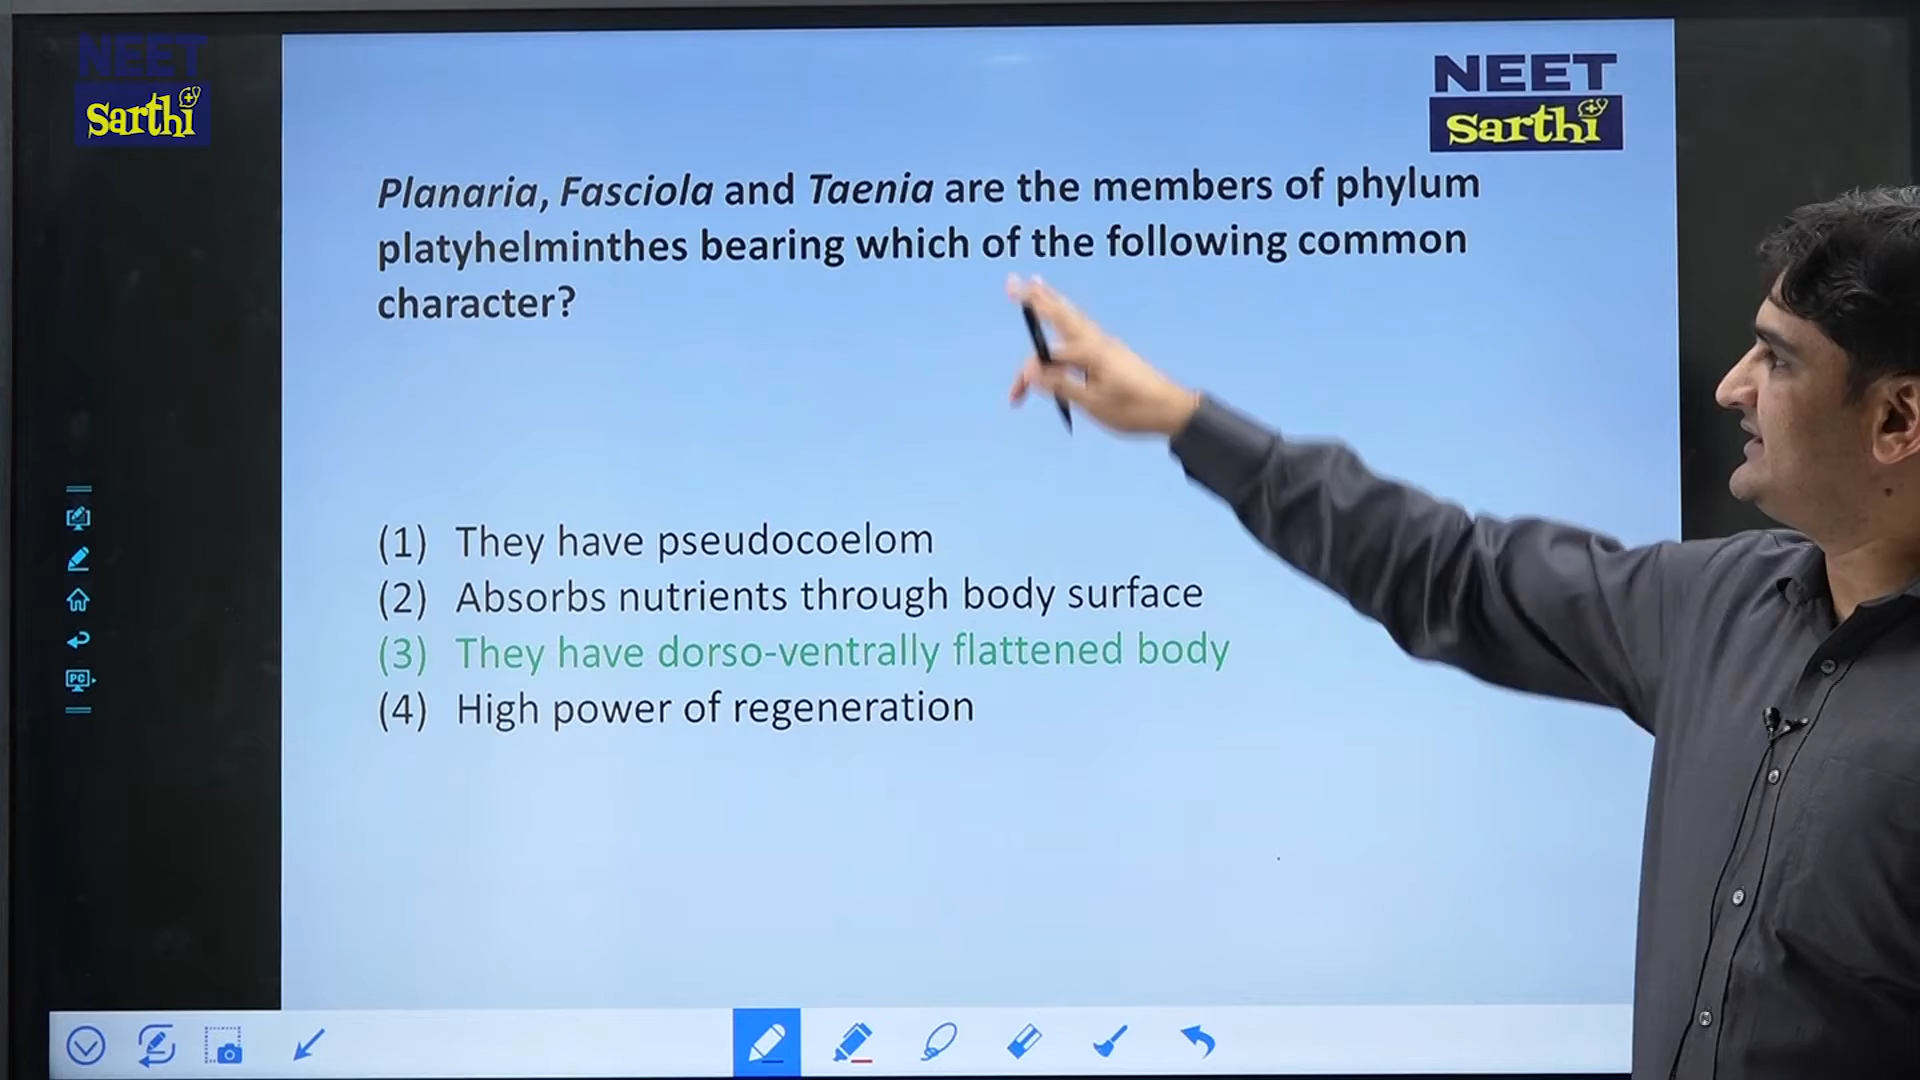 NEET
Sarthi
NEET
Sarthi
Planaria, Fasciola and Taenia are the members of phylum
platyhelminthes bearing which of the following common
character?
(1) They have pseudocoelom
(2) Absorbs nutrients through body surface
(3) They have dorso-ventrally flattened body
(4) High power of regeneration
PC